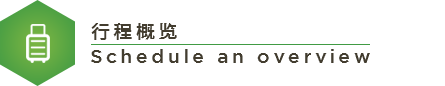 行程概览
Schedule an overview